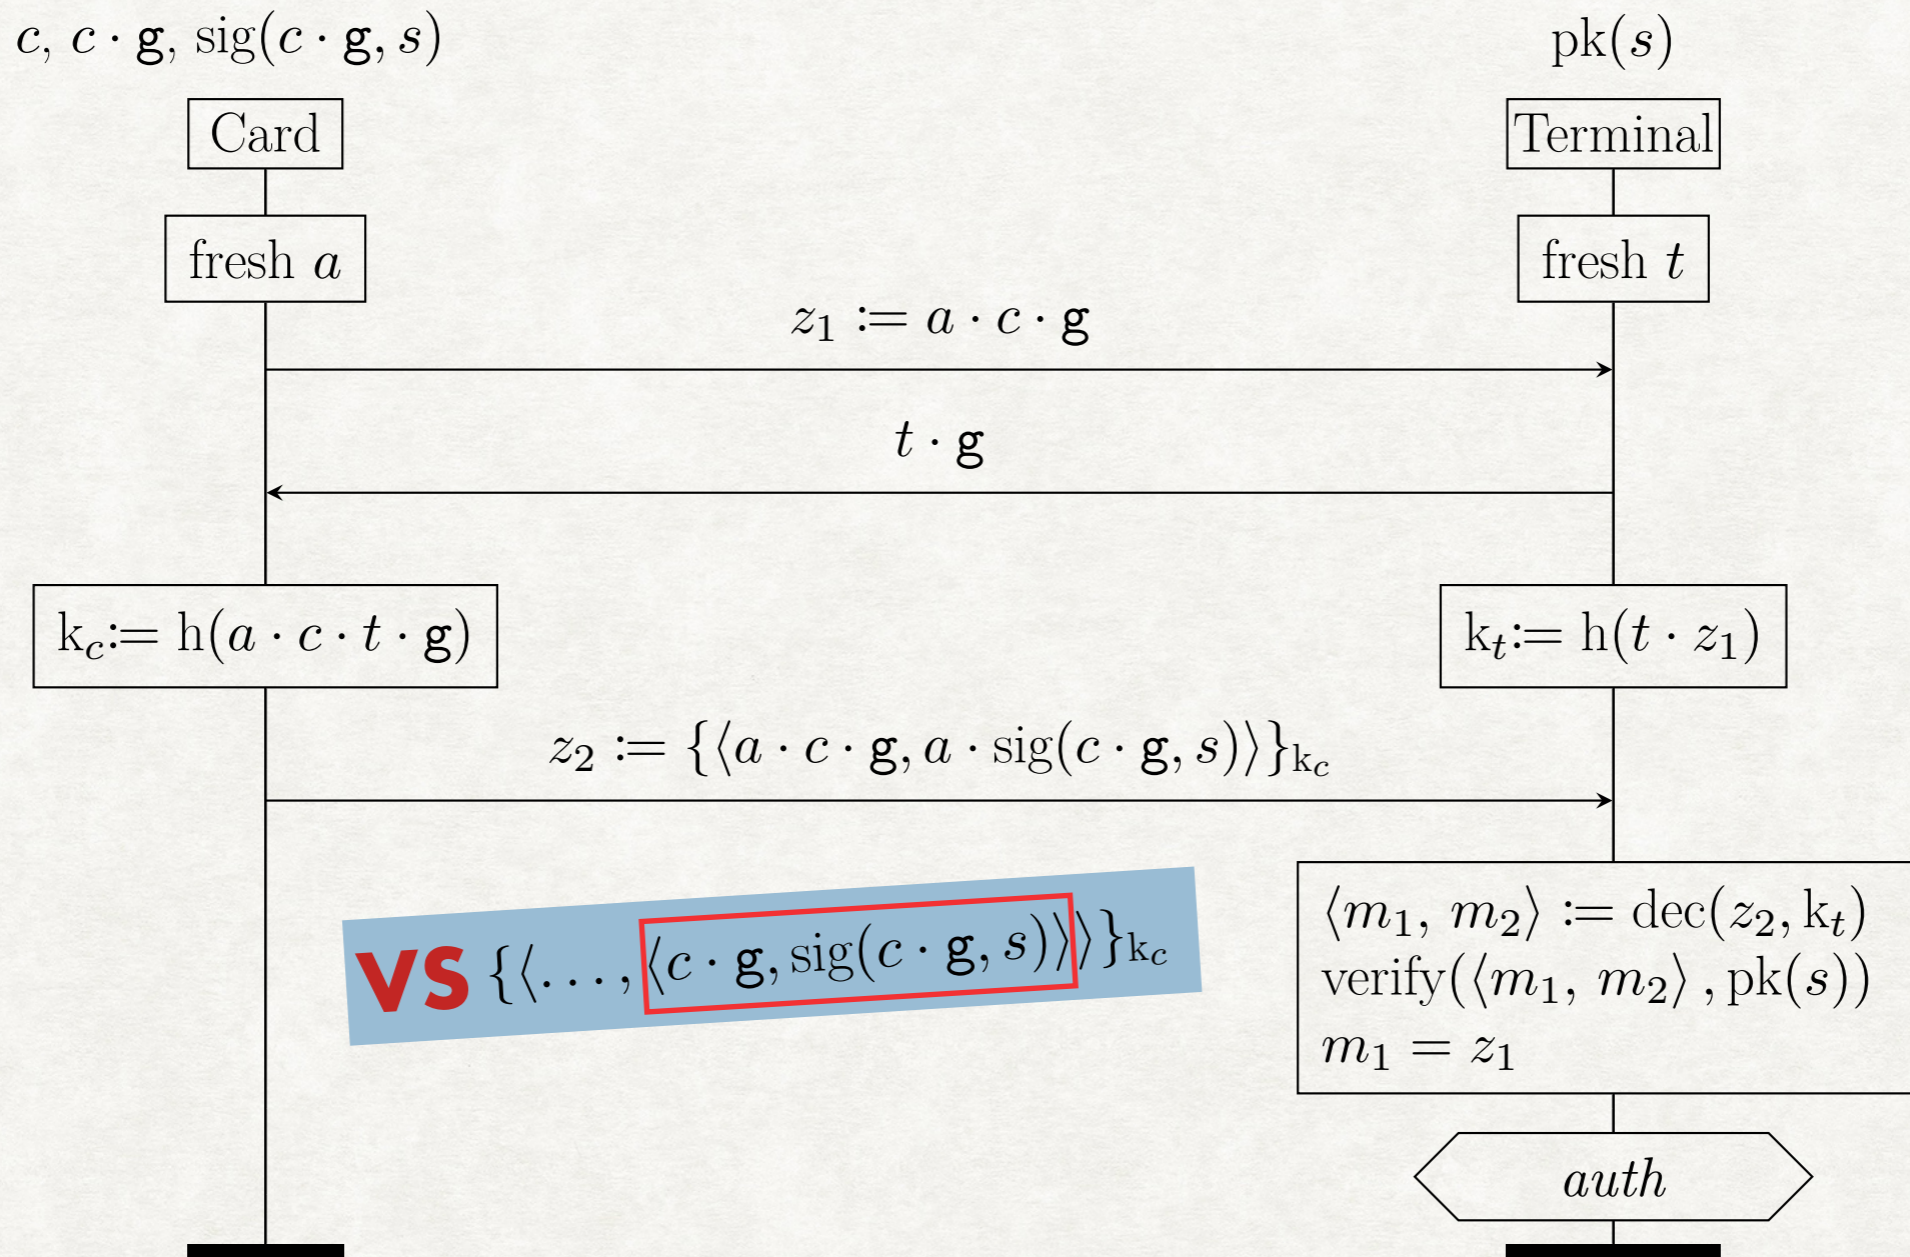 c, c · g, sig(c · g, s)
pk(s)
Card
Terminal
fresh a
fresh t
z₁ := a · c · g
t · g
k_c := h(a · c · t · g)
k_t := h(t · z₁)
z₂ := {⟨a · c · g, a · sig(c · g, s)⟩}_{k_c}
VS {⟨. . . , ⟨c · g, sig(c · g, s)⟩⟩}_{k_c}
⟨m₁, m₂⟩ := dec(z₂, k_t)
verify(⟨m₁, m₂⟩ , pk(s))
m₁ = z₁
auth